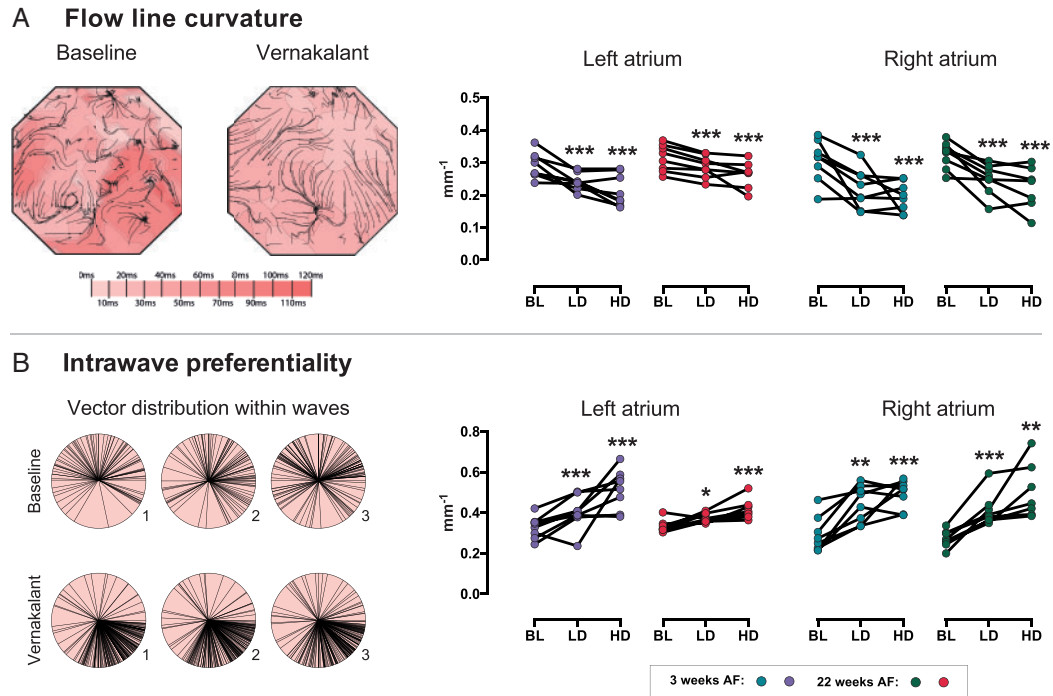 A Flow line curvature
Baseline Vernakalant
0ms 20ms 40ms 60ms 80ms 100ms 120ms
10ms 30ms 50ms 70ms 90ms 110ms
Left atrium Right atrium
0.5
0.4
0.3
0.2
0.1
0.0
mm-1
*** *** *** *** *** *** *** ***
BL LD HD BL LD HD BL LD HD BL LD HD
B Intrawave preferentiality
Vector distribution within waves
Baseline
1 2 3
Vernakalant
1 2 3
Left atrium Right atrium
0.8
0.6
0.4
0.2
0.0
mm-1
*** *** * *** ** *** *** **
BL LD HD BL LD HD BL LD HD BL LD HD
3 weeks AF: 22 weeks AF: